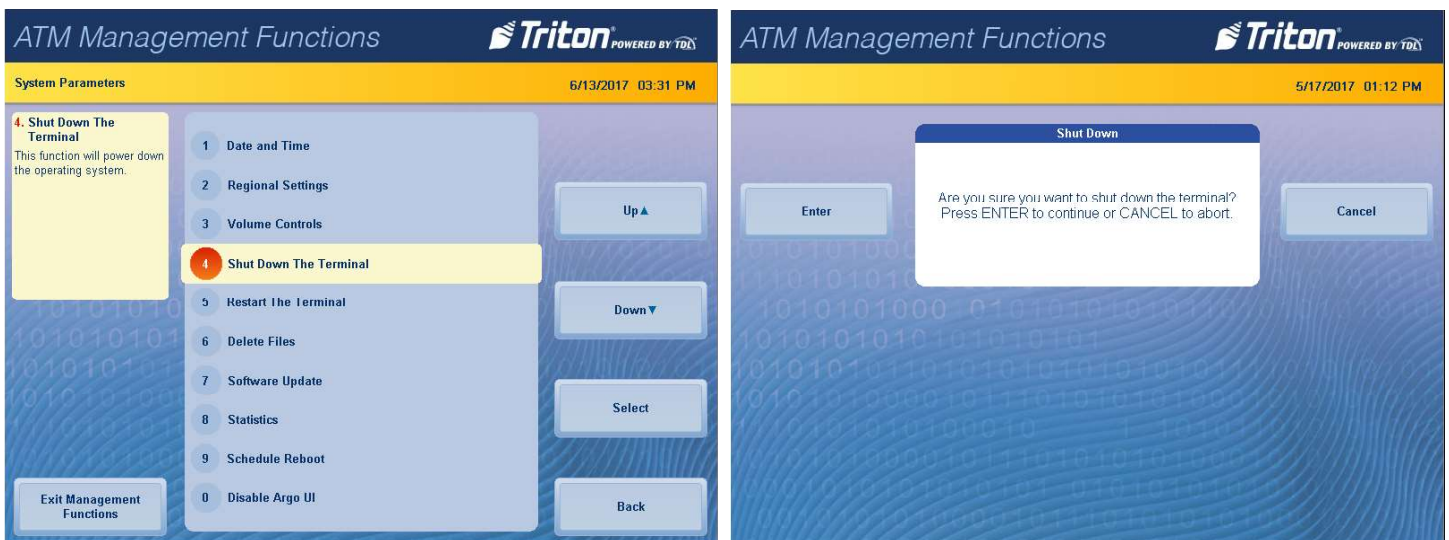 ATM Management Functions
Triton POWERED BY TDL
System Parameters
6/13/2017 03:31 PM
4. Shut Down The
Terminal
This function will power down
the operating system.
1 Date and Time
2 Regional Settings
3 Volume Controls
4 Shut Down The Terminal
5 Restart The Terminal
6 Delete Files
7 Software Update
8 Statistics
9 Schedule Reboot
0 Disable Argo UI
Up▲
Down▼
Select
Back
Exit Management
Functions
ATM Management Functions
Triton POWERED BY TDL
5/17/2017 01:12 PM
Shut Down
Are you sure you want to shut down the terminal?
Press ENTER to continue or CANCEL to abort.
Enter
Cancel